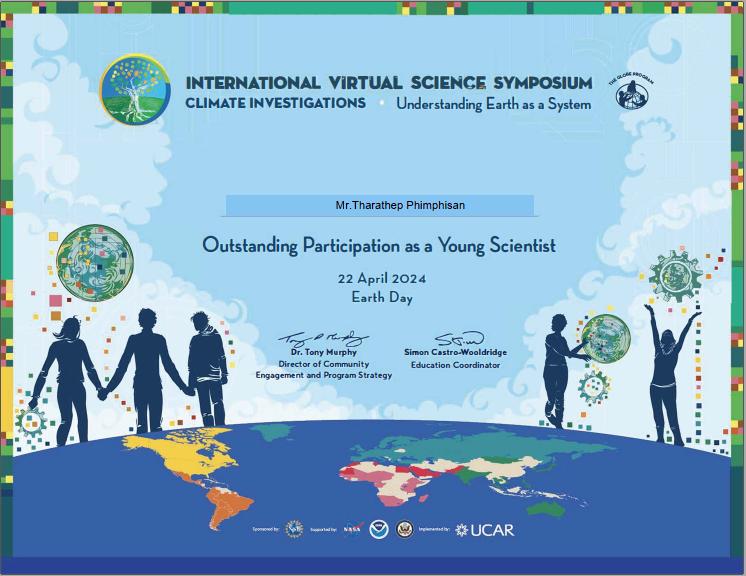 INTERNATIONAL VIRTUAL SCIENCE SYMPOSIUM
CLIMATE INVESTIGATIONS • Understanding Earth as a System
THE GLOBE PROGRAM
Mr.Tharathep Phimphisan
Outstanding Participation as a Young Scientist
22 April 2024
Earth Day
Dr. Tony Murphy
Director of Community
Engagement and Program Strategy
Simon Castro-Wooldridge
Education Coordinator
Sponsored by:
Supported by:
NASA
Implemented by:
UCAR